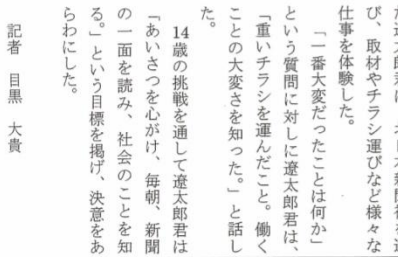 び、取材やチラシ運びなど様々な
仕事を体験した。
「一番大変だったことは何か」
という質問に対しに遼太郎君は、
「重いチラシを運んだこと。働く
ことの大変さを知った。」と話し
た。
14歳の挑戦を通して遼太郎君は
「あいさつを心がけ、毎朝、新聞
の一面を読み、社会のことを知
る。」という目標を掲げ、決意をあ
らわにした。
記者 目黒 大貴